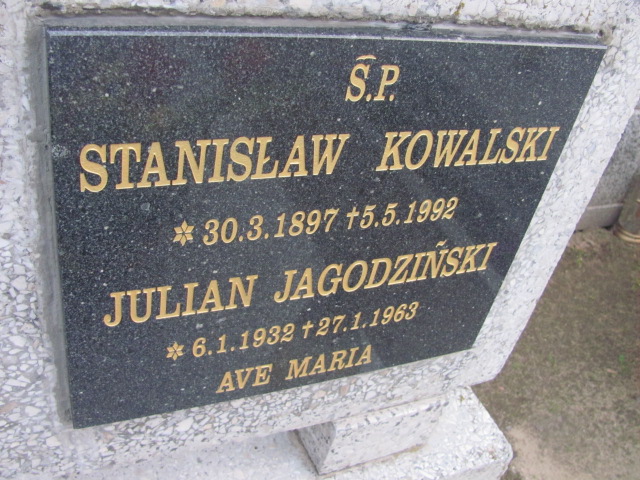 Ś.P.
STANISŁAW KOWALSKI
* 30.3.1897 † 5.5.1992
JULIAN JAGODZIŃSKI
* 6.1.1932 † 27.1.1963
AVE MARIA